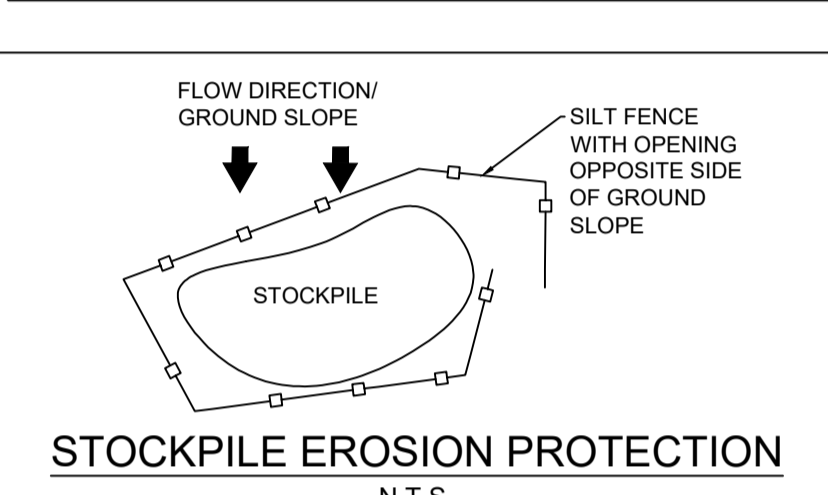 FLOW DIRECTION/
GROUND SLOPE
SILT FENCE
WITH OPENING
OPPOSITE SIDE
OF GROUND
SLOPE
STOCKPILE
STOCKPILE EROSION PROTECTION
N.T.S.